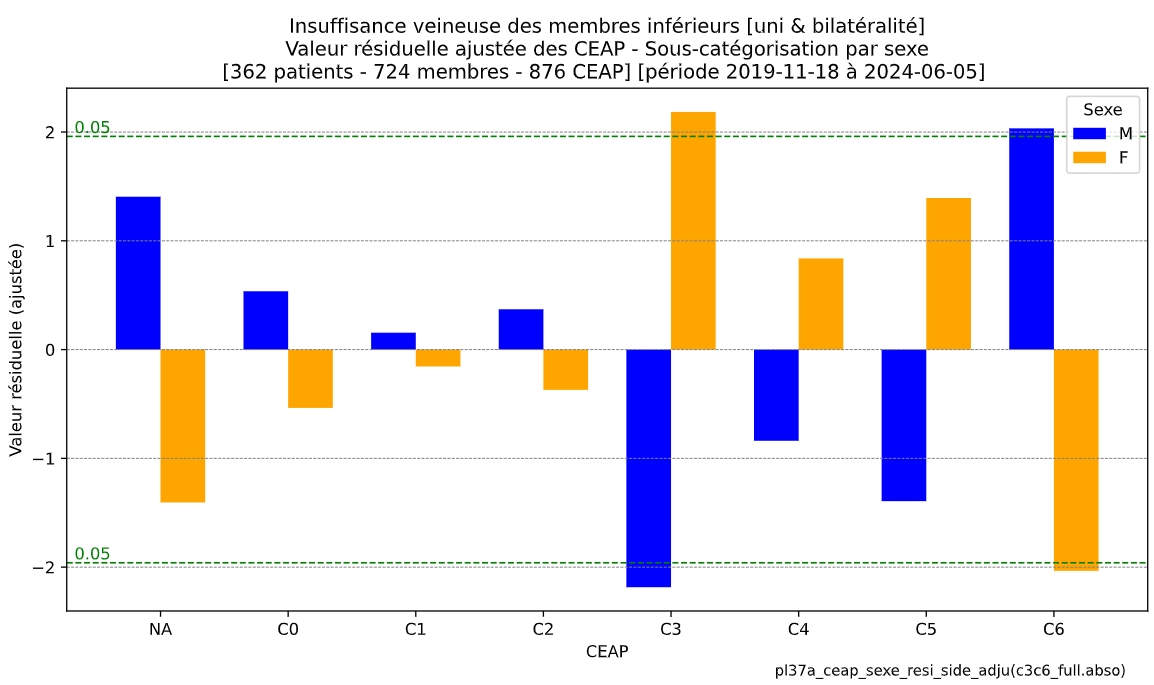 Insuffisance veineuse des membres inférieurs [uni & bilatéralité]
Valeur résiduelle ajustée des CEAP - Sous-catégorisation par sexe
[362 patients - 724 membres - 876 CEAP] [période 2019-11-18 à 2024-06-05]
Valeur résiduelle (ajustée)
2
1
0
−1
−2
0.05
0.05
Sexe
M
F
NA C0 C1 C2 C3 C4 C5 C6
CEAP
pl37a_ceap_sexe_resi_side_adju(c3c6_full.abso)